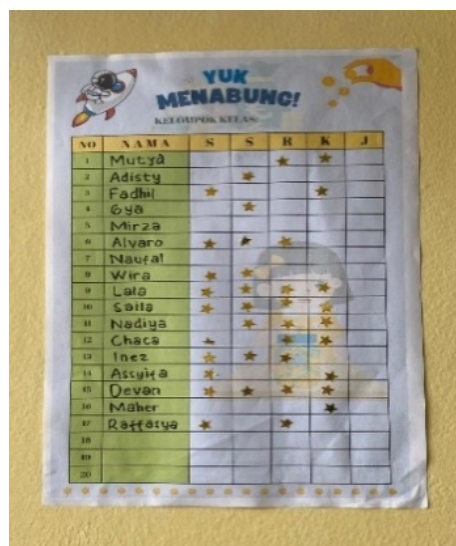 YUK
MENABUNG!
KELOMPOK KELAS:
NO NAMA S S R K J
1 Mutya
2 Adisty
3 Fadhil
4 Gya
5 Mirza
6 Alvaro
7 Naufal
8 Wira
9 Lala
10 Saila
11 Nadiya
12 Chaca
13 Inez
14 Assyifa
15 Devan
16 Maher
17 Raffasya
18
19
20